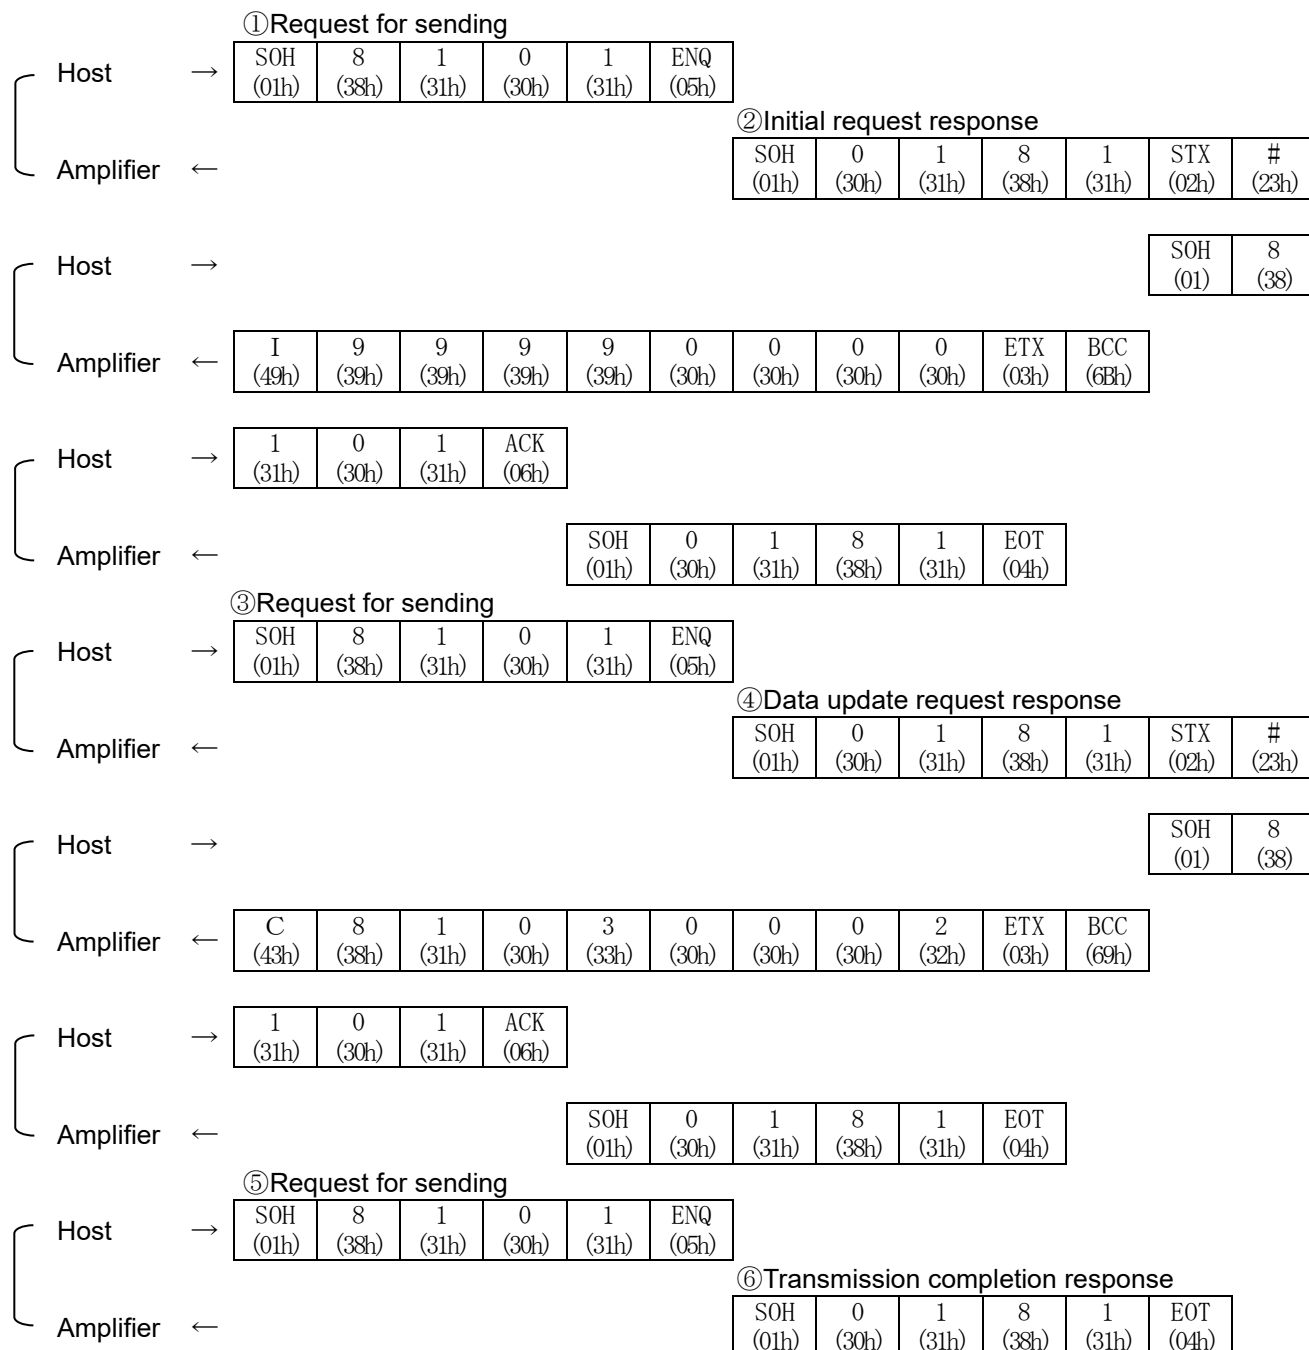 ①Request for sending
Host → SOH 8 1 0 1 ENQ
(01h) (38h) (31h) (30h) (31h) (05h)
②Initial request response
Amplifier ← SOH 0 1 8 1 STX #
(01h) (30h) (31h) (38h) (31h) (02h) (23h)
Host → SOH 8
(01) (38)
Amplifier ← I 9 9 9 9 0 0 0 0 ETX BCC
(49h) (39h) (39h) (39h) (39h) (30h) (30h) (30h) (30h) (03h) (6Bh)
Host → 1 0 1 ACK
(31h) (30h) (31h) (06h)
Amplifier ← SOH 0 1 8 1 EOT
(01h) (30h) (31h) (38h) (31h) (04h)
③Request for sending
Host → SOH 8 1 0 1 ENQ
(01h) (38h) (31h) (30h) (31h) (05h)
④Data update request response
Amplifier ← SOH 0 1 8 1 STX #
(01h) (30h) (31h) (38h) (31h) (02h) (23h)
Host → SOH 8
(01) (38)
Amplifier ← C 8 1 0 3 0 0 0 2 ETX BCC
(43h) (38h) (31h) (30h) (33h) (30h) (30h) (30h) (32h) (03h) (69h)
Host → 1 0 1 ACK
(31h) (30h) (31h) (06h)
Amplifier ← SOH 0 1 8 1 EOT
(01h) (30h) (31h) (38h) (31h) (04h)
⑤Request for sending
Host → SOH 8 1 0 1 ENQ
(01h) (38h) (31h) (30h) (31h) (05h)
⑥Transmission completion response
Amplifier ← SOH 0 1 8 1 EOT
(01h) (30h) (31h) (38h) (31h) (04h)